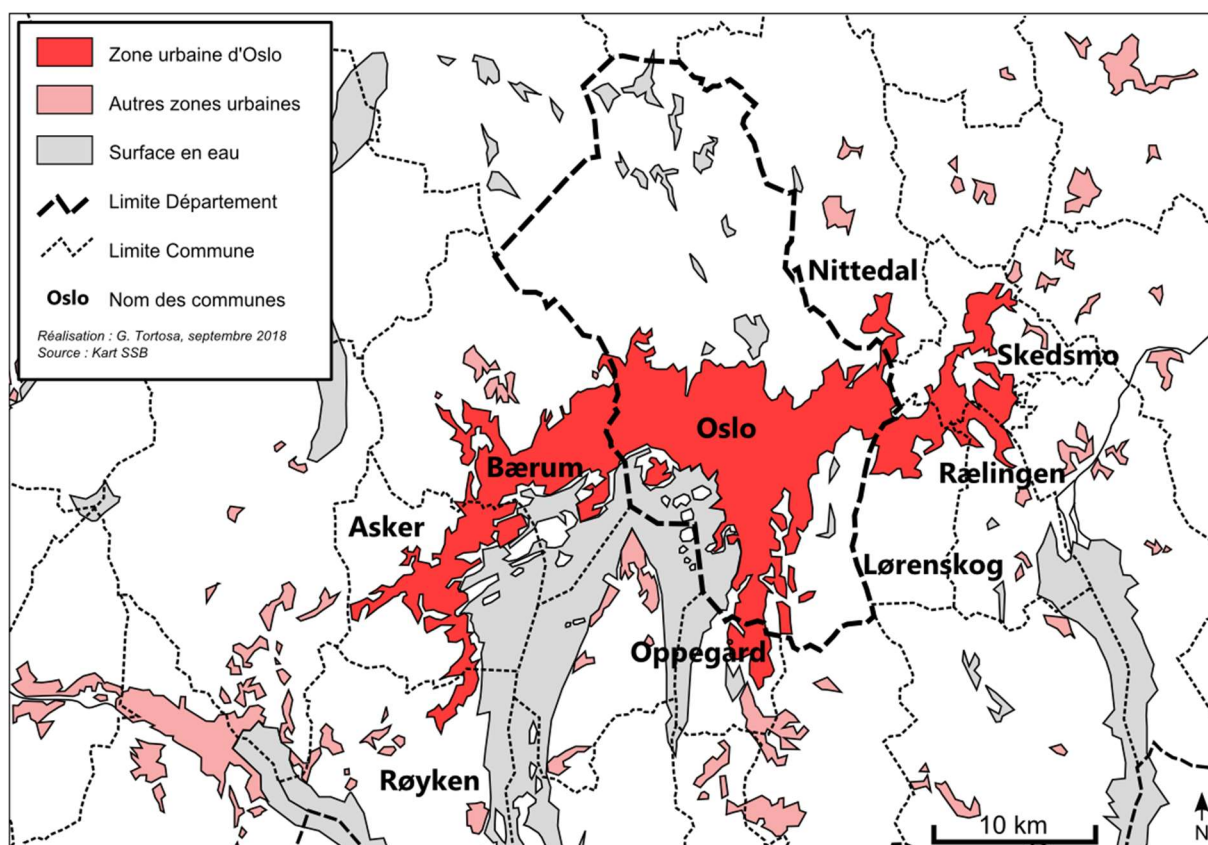 Zone urbaine d'Oslo
Autres zones urbaines
Surface en eau
Limite Département
Limite Commune
Oslo Nom des communes
Réalisation : G. Tortosa, septembre 2018
Source : Kart SSB
Nittedal
Skedsmo
Oslo
Bærum
Rælingen
Asker
Lørenskog
Oppegård
Røyken
10 km
N